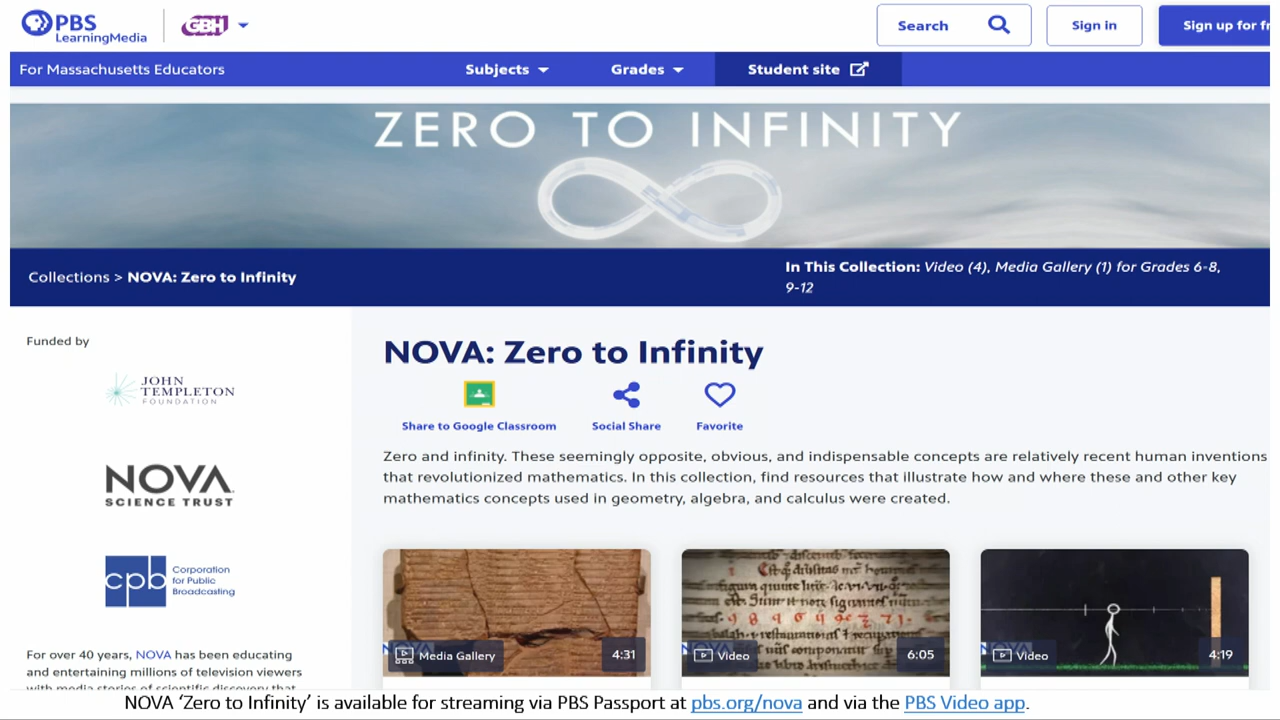 PBS
LearningMedia
GBH
Search
Sign in
Sign up for fr
For Massachusetts Educators
Subjects
Grades
Student site
ZERO TO INFINITY
Collections > NOVA: Zero to Infinity
In This Collection: Video (4), Media Gallery (1) for Grades 6-8,
9-12
Funded by
JOHN
TEMPLETON
FOUNDATION
NOVA
SCIENCE TRUST
cpb
Corporation
for Public
Broadcasting
For over 40 years, NOVA has been educating
and entertaining millions of television viewers
with media stories of scientific discovery that
NOVA: Zero to Infinity
Share to Google Classroom
Social Share
Favorite
Zero and infinity. These seemingly opposite, obvious, and indispensable concepts are relatively recent human inventions
that revolutionized mathematics. In this collection, find resources that illustrate how and where these and other key
mathematics concepts used in geometry, algebra, and calculus were created.
Media Gallery
4:31
Video
6:05
Video
4:19
NOVA ‘Zero to Infinity’ is available for streaming via PBS Passport at pbs.org/nova and via the PBS Video app.